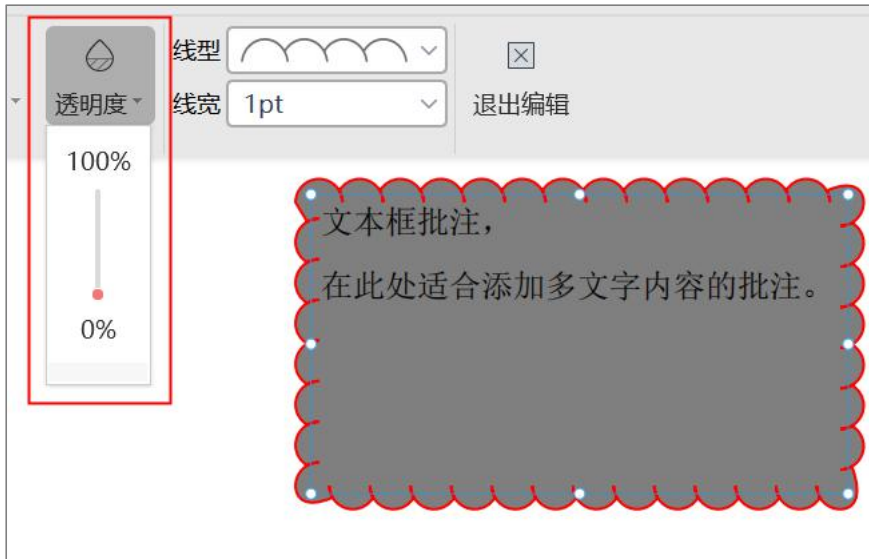 线型
透明度
线宽 1pt
退出编辑
100%
0%
文本框批注，
在此处适合添加多文字内容的批注。